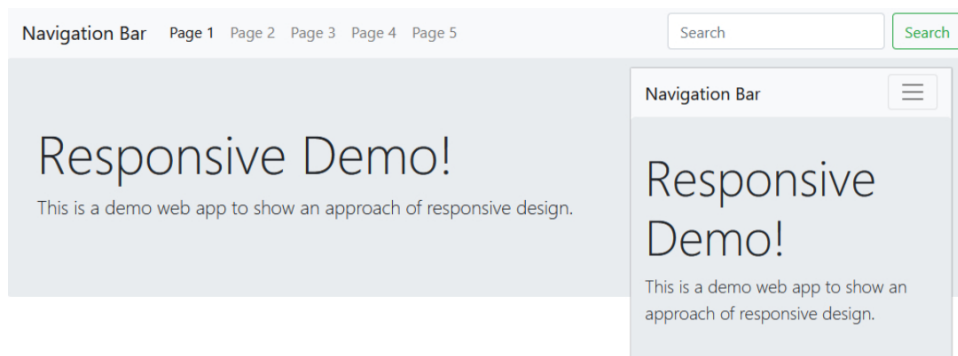 Navigation Bar Page 1 Page 2 Page 3 Page 4 Page 5 Search Search
Responsive Demo!
This is a demo web app to show an approach of responsive design.
Navigation Bar
Responsive
Demo!
This is a demo web app to show an
approach of responsive design.